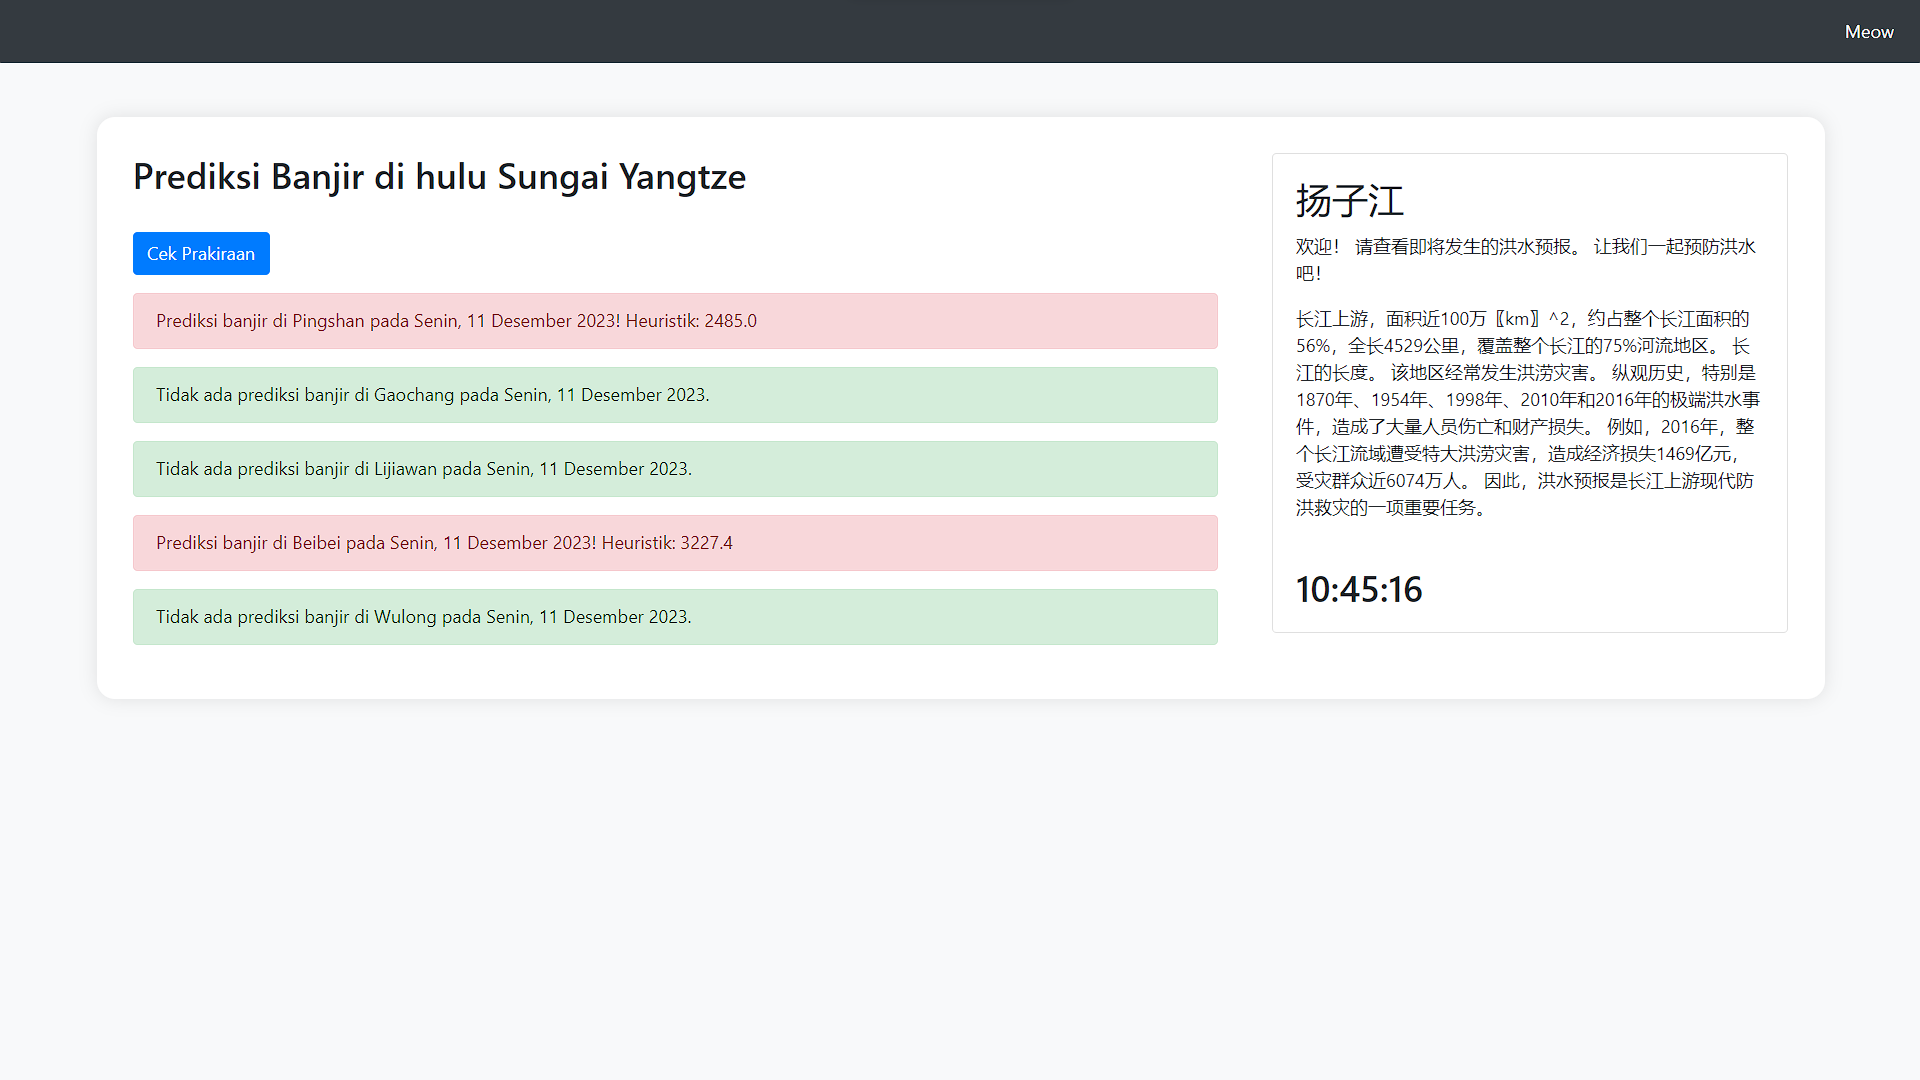 Meow
Prediksi Banjir di hulu Sungai Yangtze
Cek Prakiraan
Prediksi banjir di Pingshan pada Senin, 11 Desember 2023! Heuristik: 2485.0
Tidak ada prediksi banjir di Gaochang pada Senin, 11 Desember 2023.
Tidak ada prediksi banjir di Lijiawan pada Senin, 11 Desember 2023.
Prediksi banjir di Beibei pada Senin, 11 Desember 2023! Heuristik: 3227.4
Tidak ada prediksi banjir di Wulong pada Senin, 11 Desember 2023.
扬子江
欢迎！ 请查看即将发生的洪水预报。 让我们一起预防洪水
吧！
长江上游，面积近100万〖km〗^2，约占整个长江面积的
56%，全长4529公里，覆盖整个长江的75%河流地区。 长
江的长度。 该地区经常发生洪涝灾害。 纵观历史，特别是
1870年、1954年、1998年、2010年和2016年的极端洪水事
件，造成了大量人员伤亡和财产损失。 例如，2016年，整
个长江流域遭受特大洪涝灾害，造成经济损失1469亿元，
受灾群众近6074万人。 因此，洪水预报是长江上游现代防
洪救灾的一项重要任务。
10:45:16